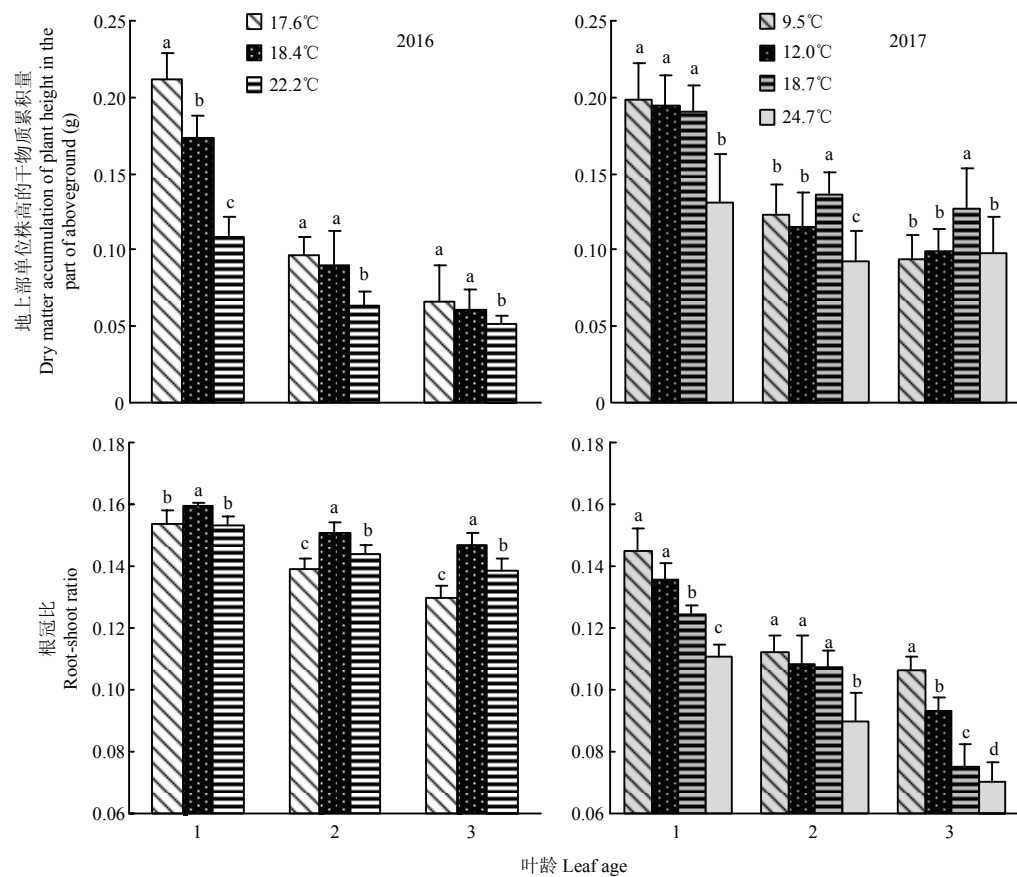 地上部单位株高的干物质累积量
Dry matter accumulation of plant height in the
part of aboveground (g)
0.25
0.20
0.15
0.10
0.05
0
17.6℃
18.4℃
22.2℃
2016
a
b
c
a
a
b
a
a
b
0.25
0.20
0.15
0.10
0.05
0
2017
9.5℃
12.0℃
18.7℃
24.7℃
a
a
a
b
b
b
a
c
b
b
a
b
根冠比
Root-shoot ratio
0.18
0.16
0.14
0.12
0.10
0.08
0.06
b
a
b
c
a
b
c
a
b
1
2
3
0.18
0.16
0.14
0.12
0.10
0.08
0.06
a
a
b
c
a
a
a
b
a
b
c
d
1
2
3
叶龄 Leaf age